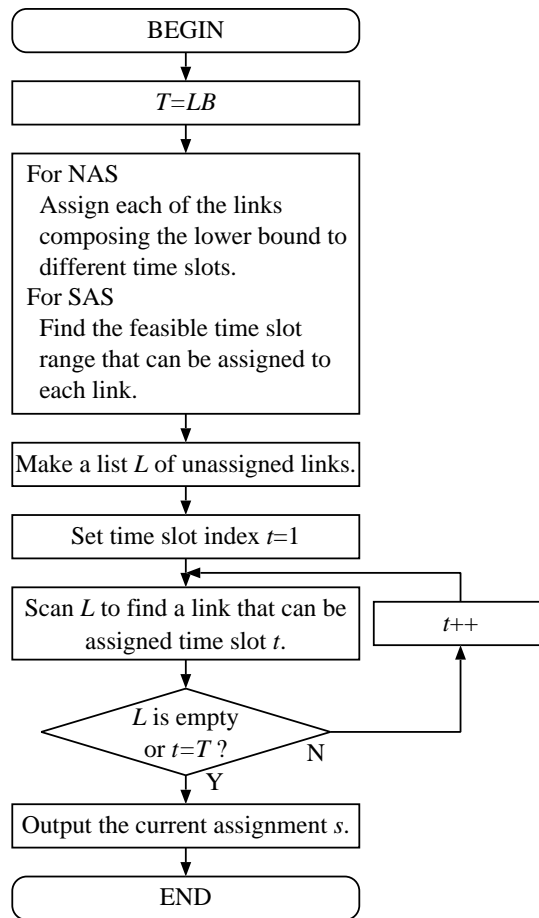 BEGIN
T=LB
For NAS
Assign each of the links
composing the lower bound to
different time slots.
For SAS
Find the feasible time slot
range that can be assigned to
each link.
Make a list L of unassigned links.
Set time slot index t=1
Scan L to find a link that can be
assigned time slot t.
t++
L is empty
or t=T ?
N
Y
Output the current assignment s.
END